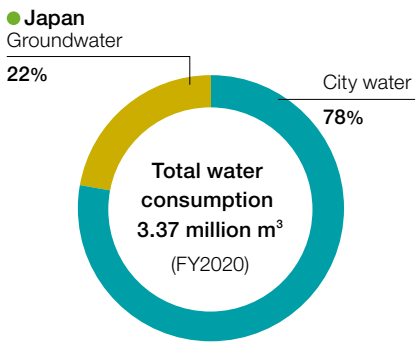 Japan
Groundwater
22%
City water
78%
Total water
consumption
3.37 million m³
(FY2020)